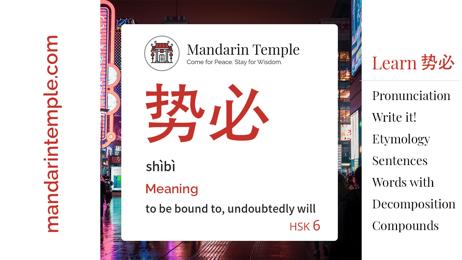 mandarintemple.com
Mandarin Temple
Come for Peace. Stay for Wisdom.
势必
shìbì
Meaning
to be bound to, undoubtedly will
HSK 6
Learn 势必
Pronunciation
Write it!
Etymology
Sentences
Words with
Decomposition
Compounds